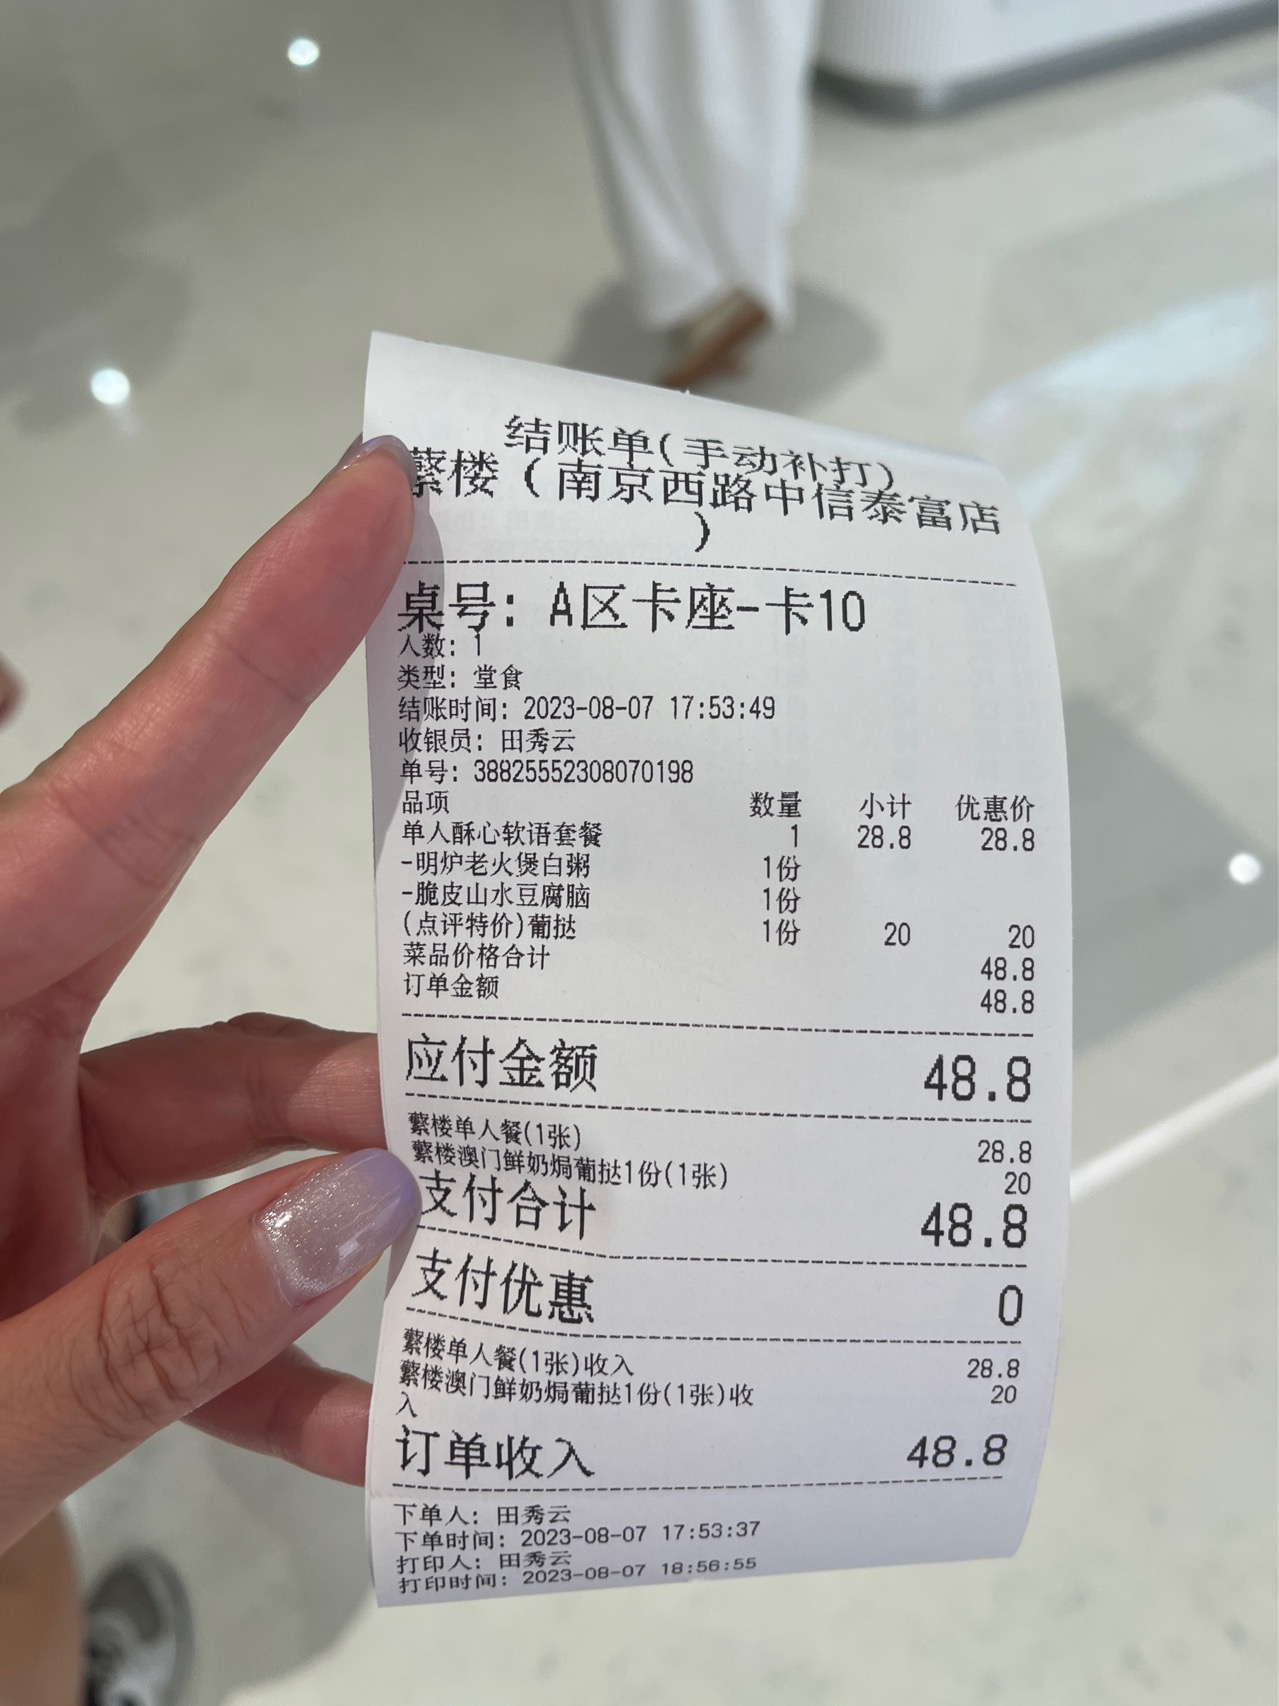 结账单(手动补打)
蘩楼（南京西路中信泰富店
）
桌号: A区卡座-卡10
人数: 1
类型: 堂食
结账时间: 2023-08-07 17:53:49
收银员: 田秀云
单号: 38825552308070198
品项 数量 小计 优惠价
单人酥心软语套餐 1 28.8 28.8
-明炉老火煲白粥 1份
-脆皮山水豆腐脑 1份
(点评特价)葡挞 1份 20 20
菜品价格合计 48.8
订单金额 48.8
应付金额 48.8
蘩楼单人餐(1张) 28.8
蘩楼澳门鲜奶焗葡挞1份(1张) 20
支付合计 48.8
支付优惠 0
蘩楼单人餐(1张)收入 28.8
蘩楼澳门鲜奶焗葡挞1份(1张)收 20
入
订单收入 48.8
下单人: 田秀云
下单时间: 2023-08-07 17:53:37
打印人: 田秀云
打印时间: 2023-08-07 18:56:55